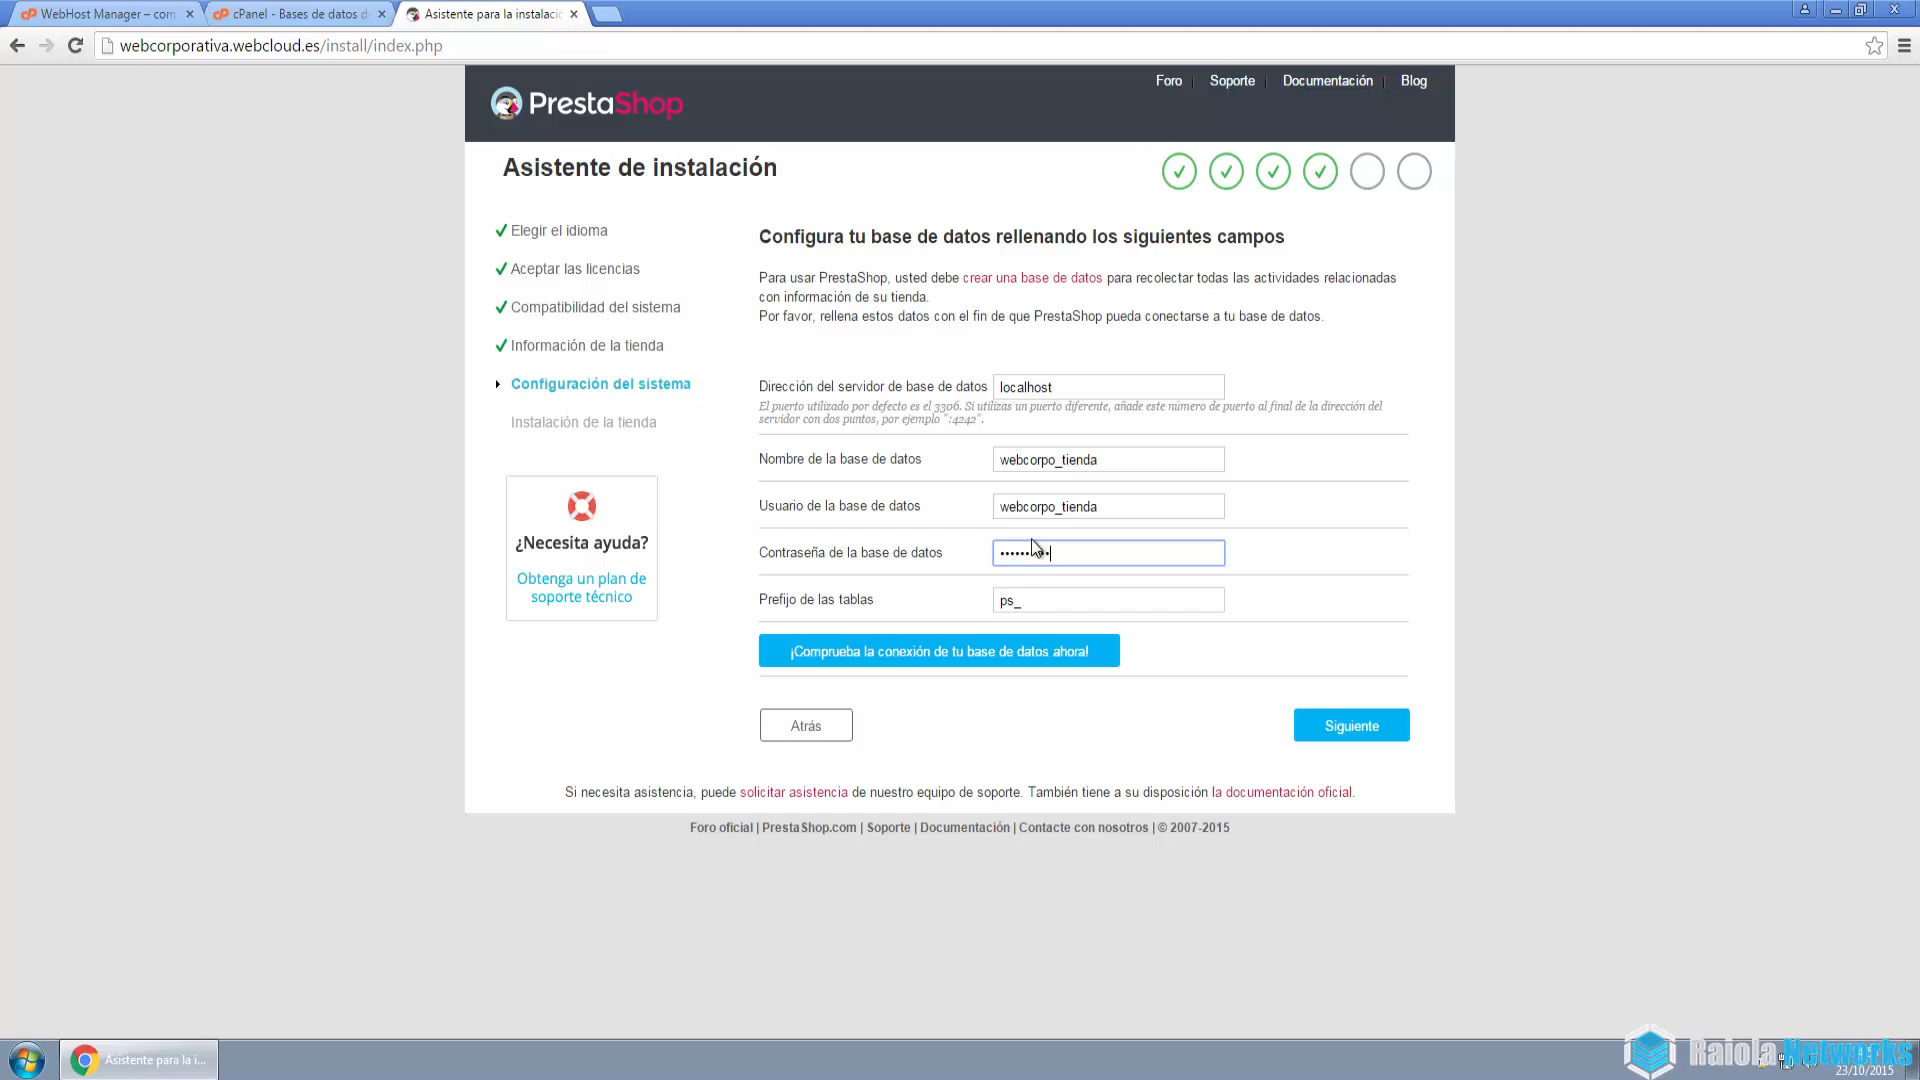 WebHost Manager – com
cPanel - Bases de datos d
Asistente para la instalació
webcorporativa.webcloud.es/install/index.php
Foro
Soporte
Documentación
Blog
PrestaShop
Asistente de instalación
Elegir el idioma
Aceptar las licencias
Compatibilidad del sistema
Información de la tienda
Configuración del sistema
Instalación de la tienda
¿Necesita ayuda?
Obtenga un plan de
soporte técnico
Configura tu base de datos rellenando los siguientes campos
Para usar PrestaShop, usted debe crear una base de datos para recolectar todas las actividades relacionadas
con información de su tienda.
Por favor, rellena estos datos con el fin de que PrestaShop pueda conectarse a tu base de datos.
Dirección del servidor de base de datos localhost
El puerto utilizado por defecto es el 3306. Si utilizas un puerto diferente, añade este número de puerto al final de la dirección del
servidor con dos puntos, por ejemplo ":4242".
Nombre de la base de datos webcorpo_tienda
Usuario de la base de datos webcorpo_tienda
Contraseña de la base de datos
Prefijo de las tablas ps_
¡Comprueba la conexión de tu base de datos ahora!
Atrás
Siguiente
Si necesita asistencia, puede solicitar asistencia de nuestro equipo de soporte. También tiene a su disposición la documentación oficial.
Foro oficial | PrestaShop.com | Soporte | Documentación | Contacte con nosotros | © 2007-2015
Asistente para la i...
Raiola Networks
23/10/2015